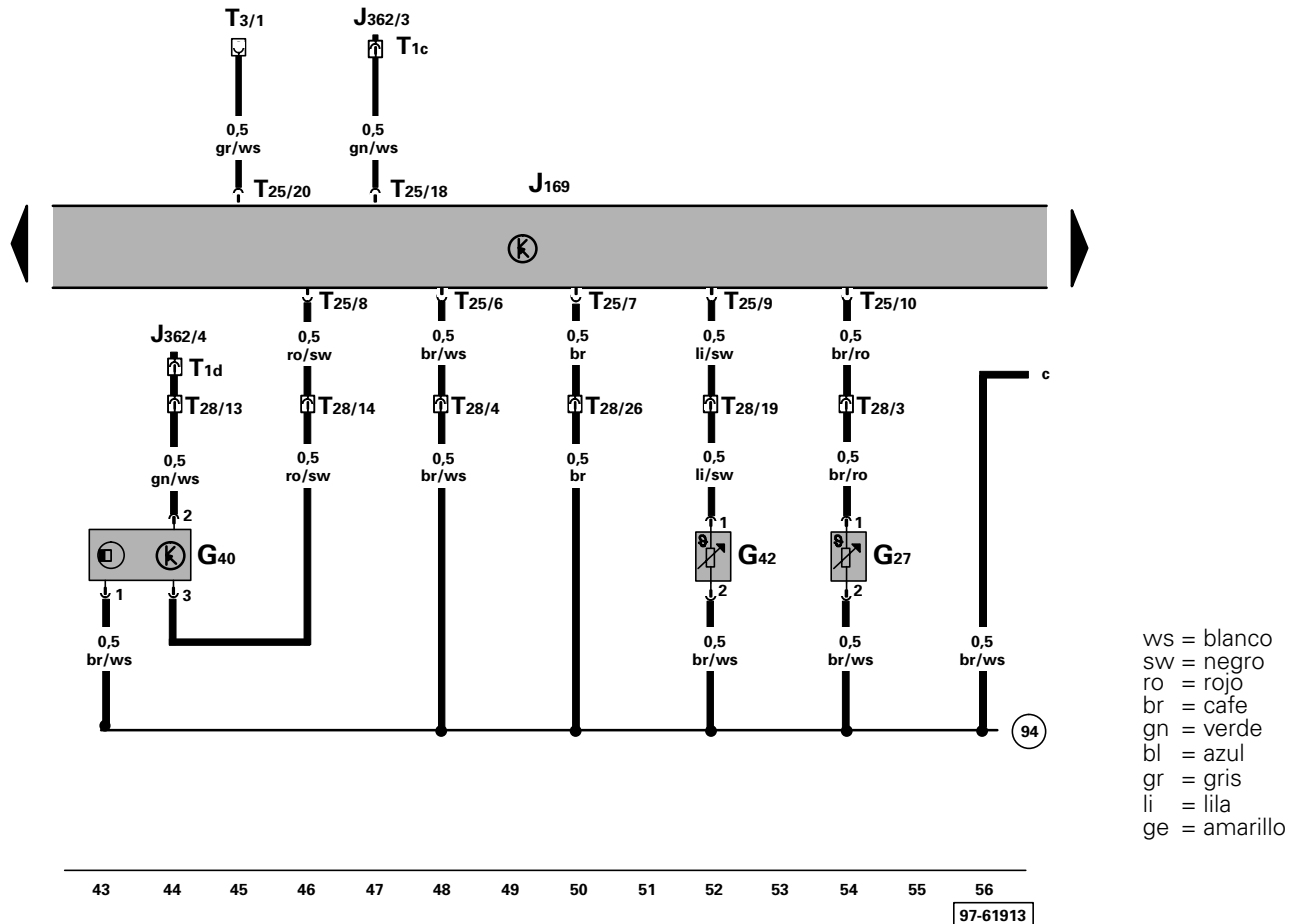 T3/1 J362/3
T1c
0,5 0,5
gr/ws gn/ws
T25/20 T25/18 J169
T25/8 T25/6 T25/7 T25/9 T25/10
J362/4 0,5 0,5 0,5 0,5 0,5
ro/sw br/ws br li/sw br/ro
T1d c
T28/13 T28/14 T28/4 T28/26 T28/19 T28/3
0,5 0,5 0,5 0,5 0,5 0,5
gn/ws ro/sw br/ws br li/sw br/ro
2 1 1
G40 G42 G27
1 3 2 2
0,5 0,5 0,5 0,5
br/ws br/ws br/ws br/ws
94
ws = blanco
sw = negro
ro = rojo
br = cafe
gn = verde
bl = azul
gr = gris
li = lila
ge = amarillo
43 44 45 46 47 48 49 50 51 52 53 54 55 56
97-61913